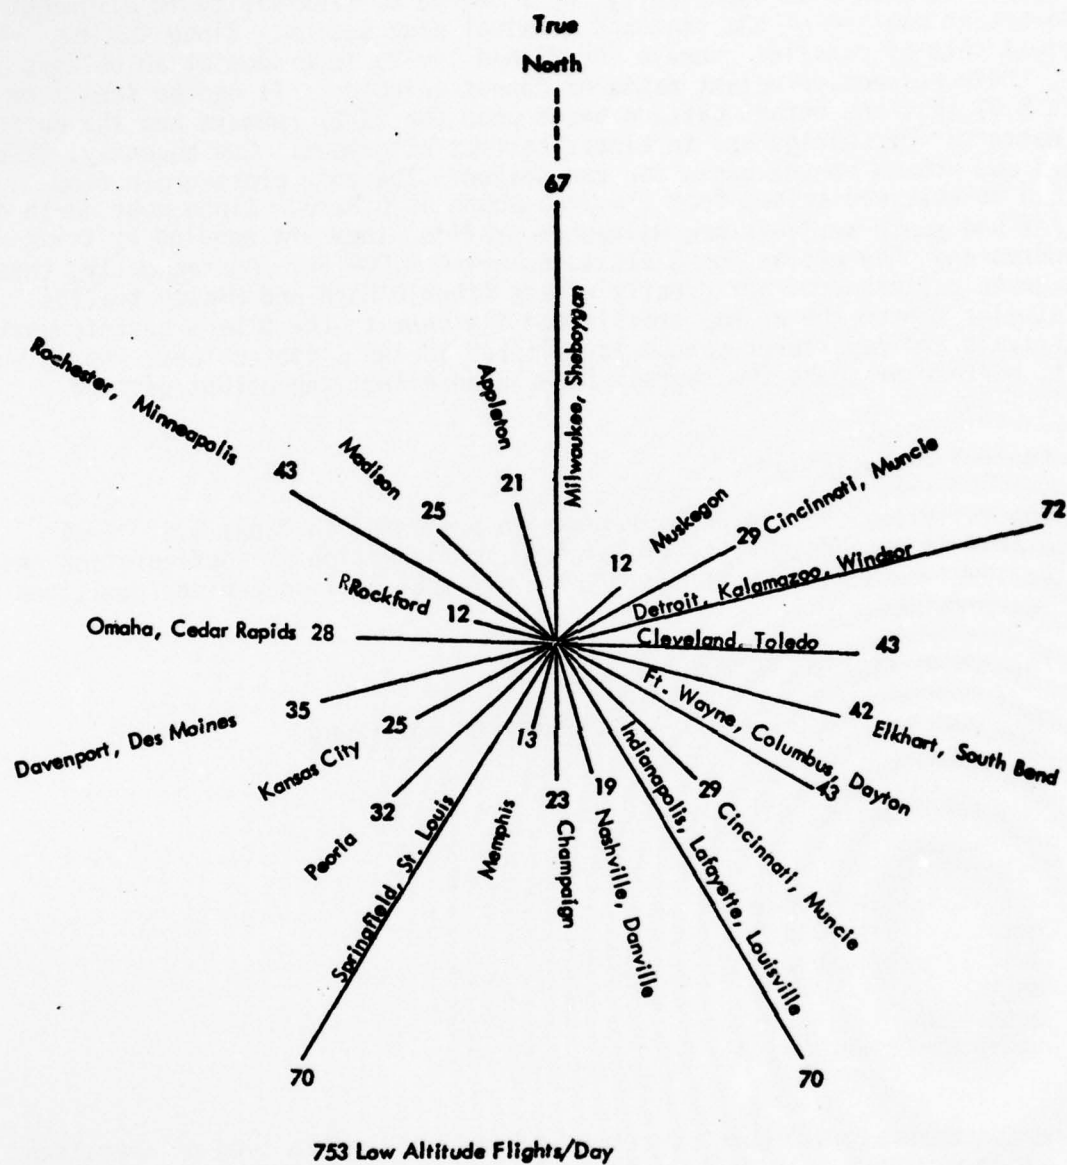 True
North
67
Milwaukee, Sheboygan
Rochester, Minneapolis
43
Madison
25
Appleton
21
Muskegon
12
29 Cincinnati, Muncie
72
Detroit, Kalamazoo, Windsor
RRockford 12
Omaha, Cedar Rapids 28
Cleveland, Toledo 43
42 Elkhart, South Bend
Ft. Wayne, Columbus, Dayton
43
Davenport, Des Moines 35
Kansas City 25
Peoria 32
Springfield, St. Louis
70
13
Memphis
23
Champaign
19
Nashville, Danville
29
Cincinnati, Muncie
Indianapolis, Lafayette, Louisville
70
753 Low Altitude Flights/Day